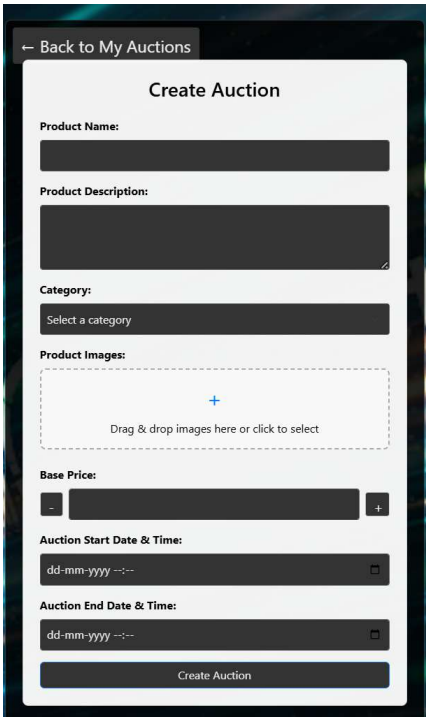 ← Back to My Auctions
Create Auction
Product Name:
Product Description:
Category:
Select a category
Product Images:
+
Drag & drop images here or click to select
Base Price:
- +
Auction Start Date & Time:
dd-mm-yyyy --:--
Auction End Date & Time:
dd-mm-yyyy --:--
Create Auction